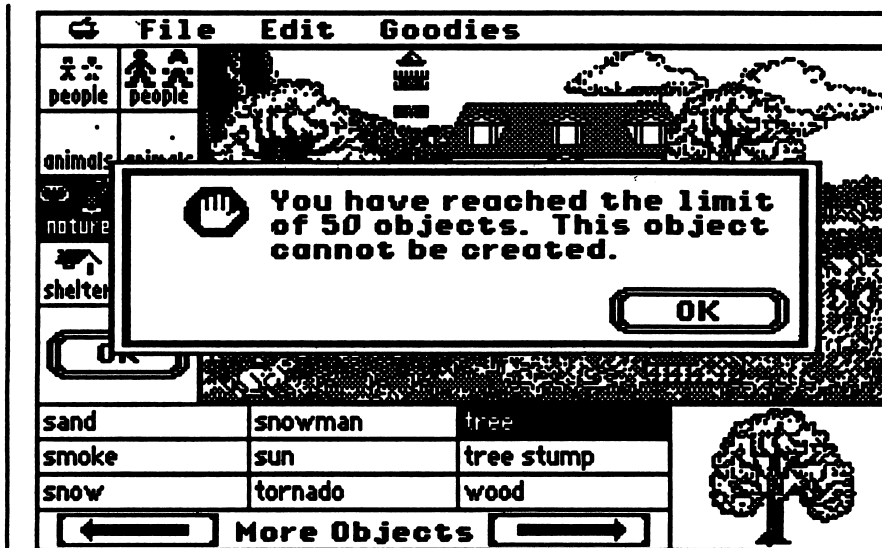 File Edit Goodies
people people
animals animals
nature
shelter
You have reached the limit
of 50 objects. This object
cannot be created.
OK
sand snowman tree
smoke sun tree stump
snow tornado wood
More Objects